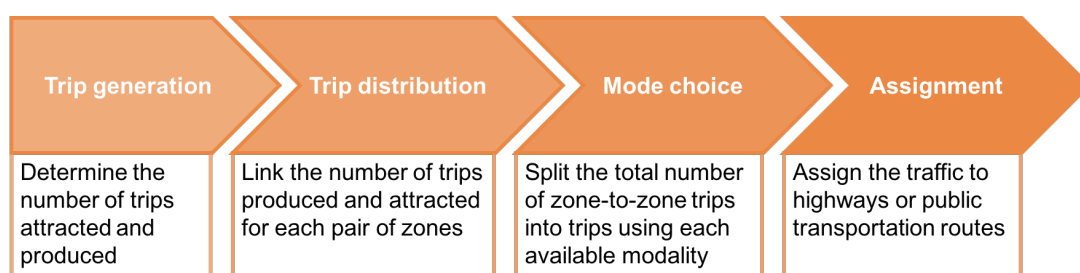 Trip generation
Trip distribution
Mode choice
Assignment
Determine the
number of trips
attracted and
produced
Link the number of trips
produced and attracted
for each pair of zones
Split the total number
of zone-to-zone trips
into trips using each
available modality
Assign the traffic to
highways or public
transportation routes